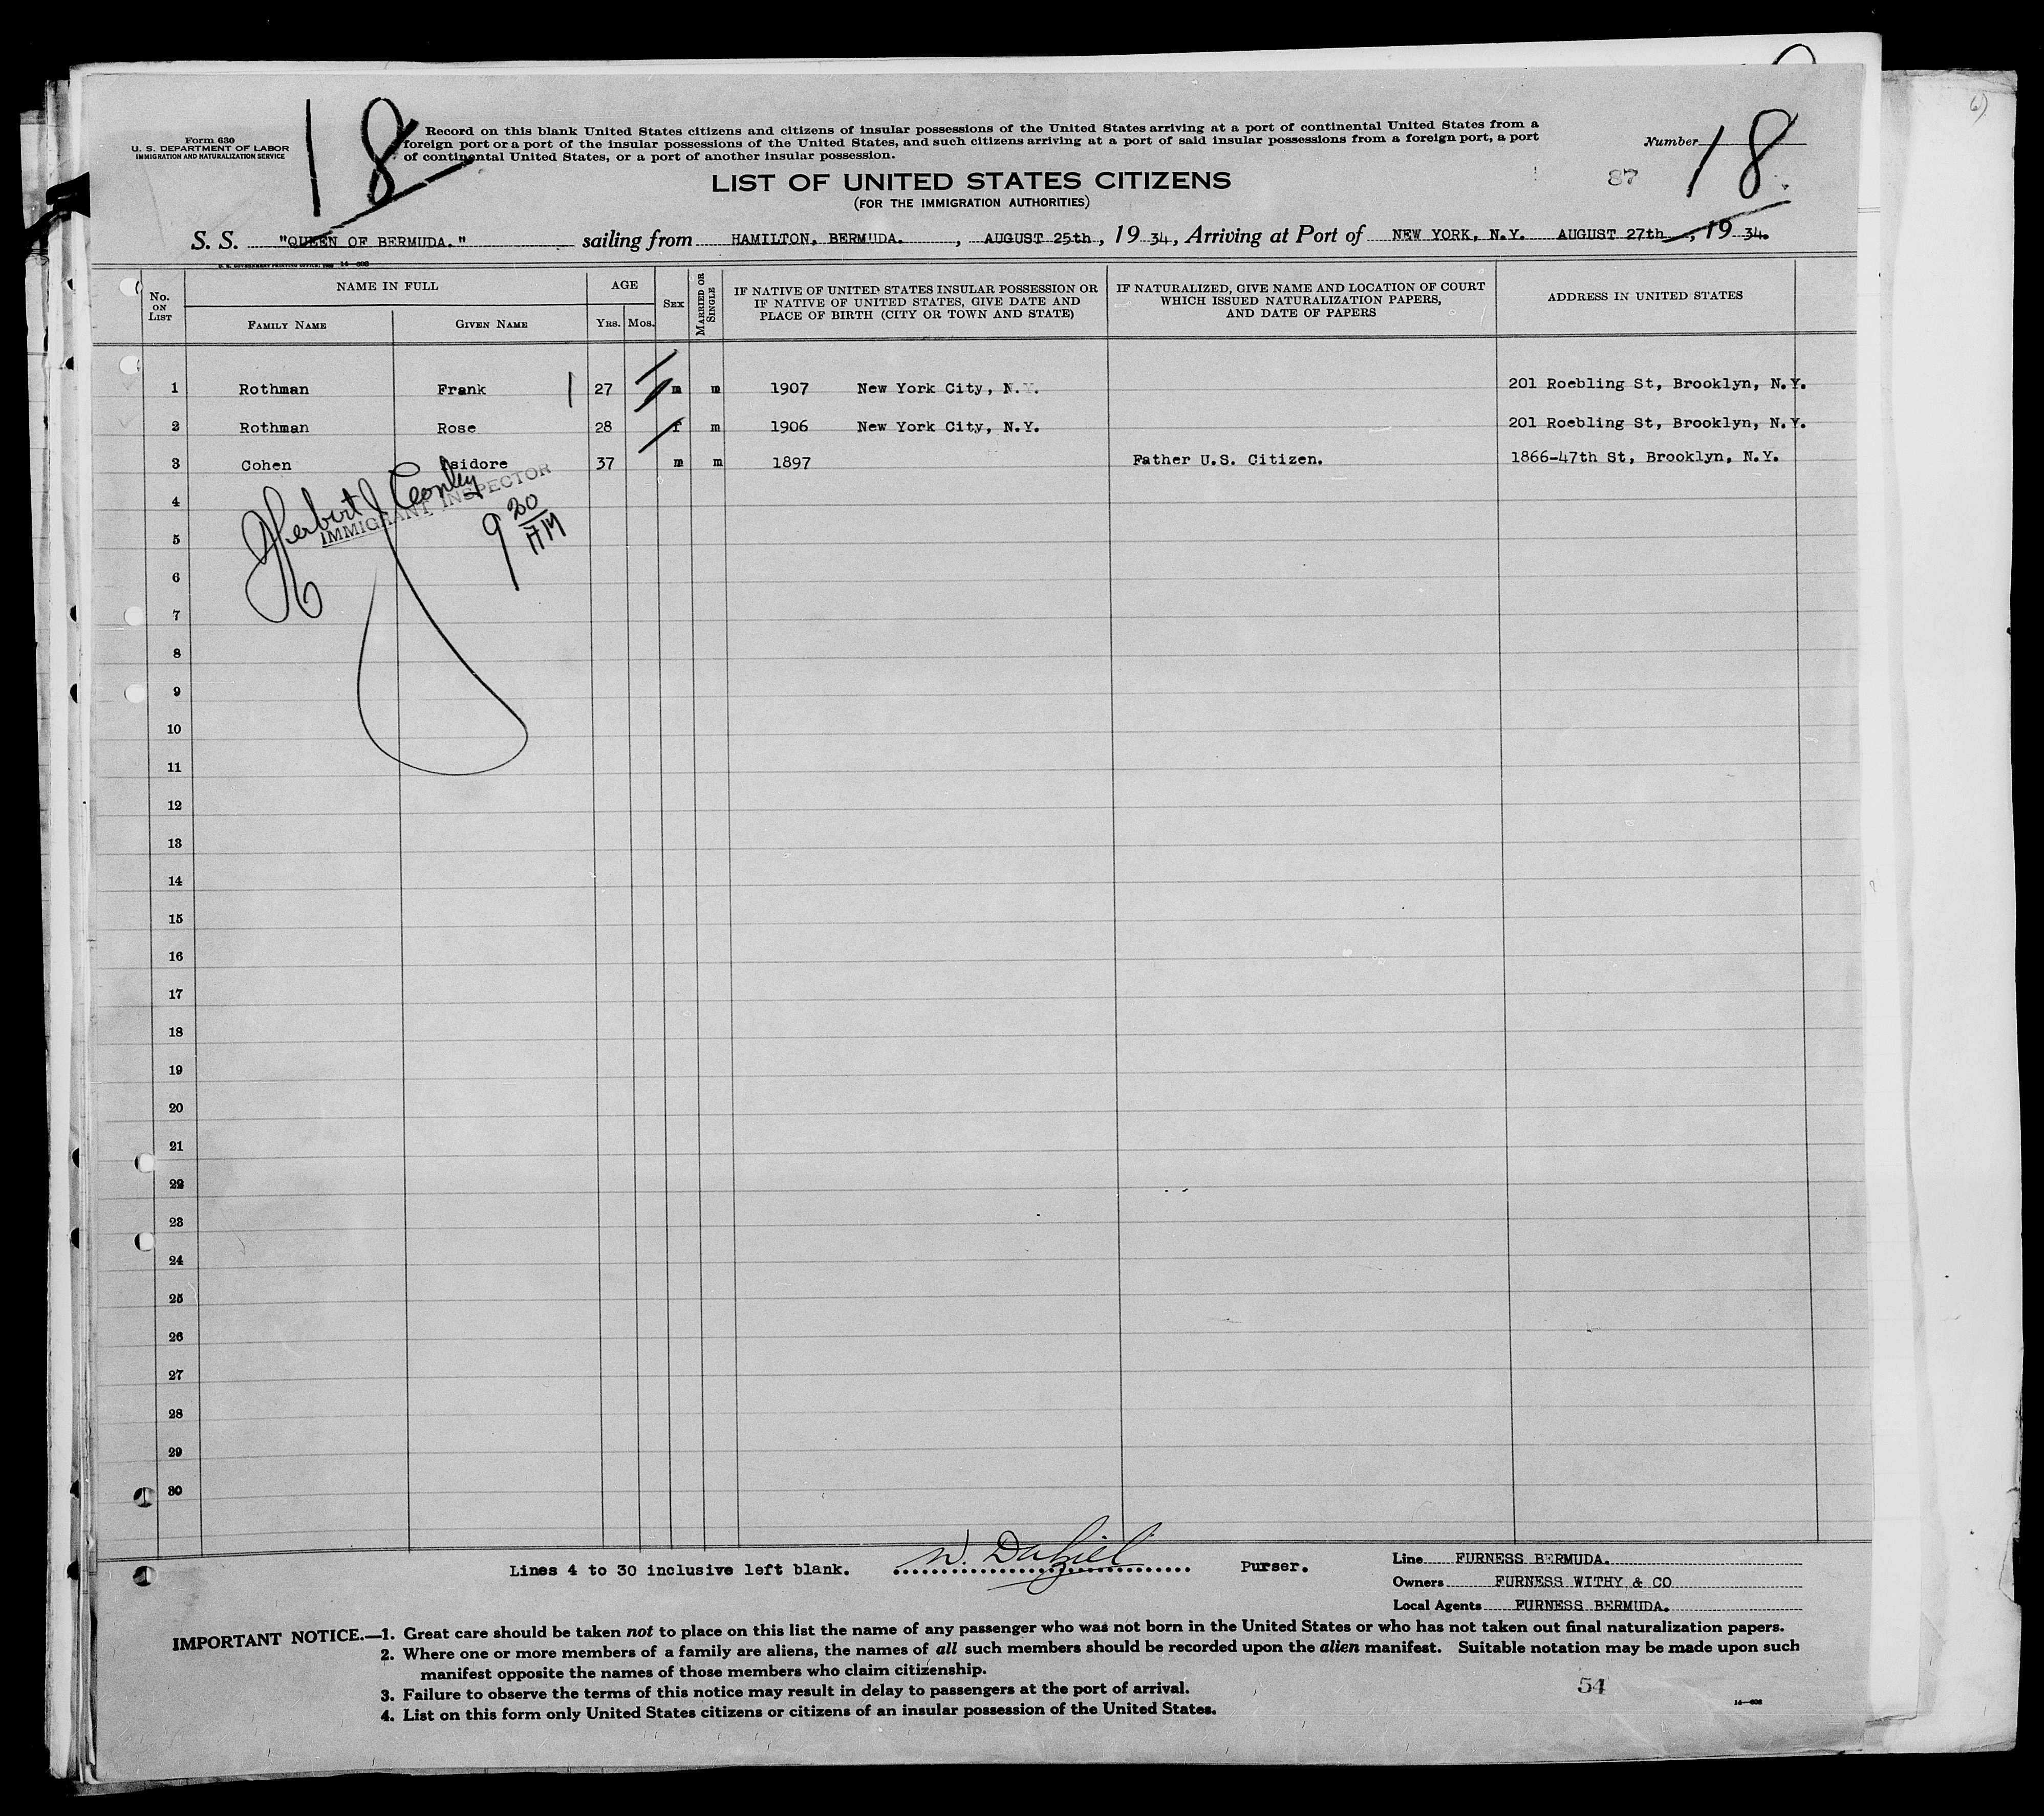 18
Form 630
U. S. DEPARTMENT OF LABOR
IMMIGRATION AND NATURALIZATION SERVICE
Record on this blank United States citizens and citizens of insular possessions of the United States arriving at a port of continental United States from a
foreign port or a port of the insular possessions of the United States, and such citizens arriving at a port of said insular possessions from a foreign port, a port
of continental United States, or a port of another insular possession.
Number 18
87
LIST OF UNITED STATES CITIZENS
(FOR THE IMMIGRATION AUTHORITIES)
S. S. "QUEEN OF BERMUDA." sailing from HAMILTON, BERMUDA. , AUGUST 25th , 19 34, Arriving at Port of NEW YORK, N.Y. AUGUST 27th , 19 34.
No. ON LIST NAME IN FULL FAMILY NAME GIVEN NAME AGE YRS. MOS. SEX MARRIED OR SINGLE IF NATIVE OF UNITED STATES INSULAR POSSESSION OR IF NATIVE OF UNITED STATES, GIVE DATE AND PLACE OF BIRTH (CITY OR TOWN AND STATE) IF NATURALIZED, GIVE NAME AND LOCATION OF COURT WHICH ISSUED NATURALIZATION PAPERS, AND DATE OF PAPERS ADDRESS IN UNITED STATES
1 Rothman Frank 27 m m 1907 New York City, N.Y. 201 Roebling St, Brooklyn, N.Y.
2 Rothman Rose 28 f m 1906 New York City, N.Y. 201 Roebling St, Brooklyn, N.Y.
3 Cohen Isidore 37 m m 1897 Father U.S. Citizen. 1866-47th St, Brooklyn, N.Y.
Herbert J
IMMIGRANT INSPECTOR
9 30 AM
4
5
6
7
8
9
10
11
12
13
14
15
16
17
18
19
20
21
22
23
24
25
26
27
28
29
30
Lines 4 to 30 inclusive left blank. W. Dalziel Purser.
Line FURNESS BERMUDA.
Owners FURNESS WITHY & CO
Local Agents FURNESS BERMUDA.
IMPORTANT NOTICE.—1. Great care should be taken not to place on this list the name of any passenger who was not born in the United States or who has not taken out final naturalization papers.
2. Where one or more members of a family are aliens, the names of all such members should be recorded upon the alien manifest. Suitable notation may be made upon such
manifest opposite the names of those members who claim citizenship.
3. Failure to observe the terms of this notice may result in delay to passengers at the port of arrival.
4. List on this form only United States citizens or citizens of an insular possession of the United States.
54
14—608